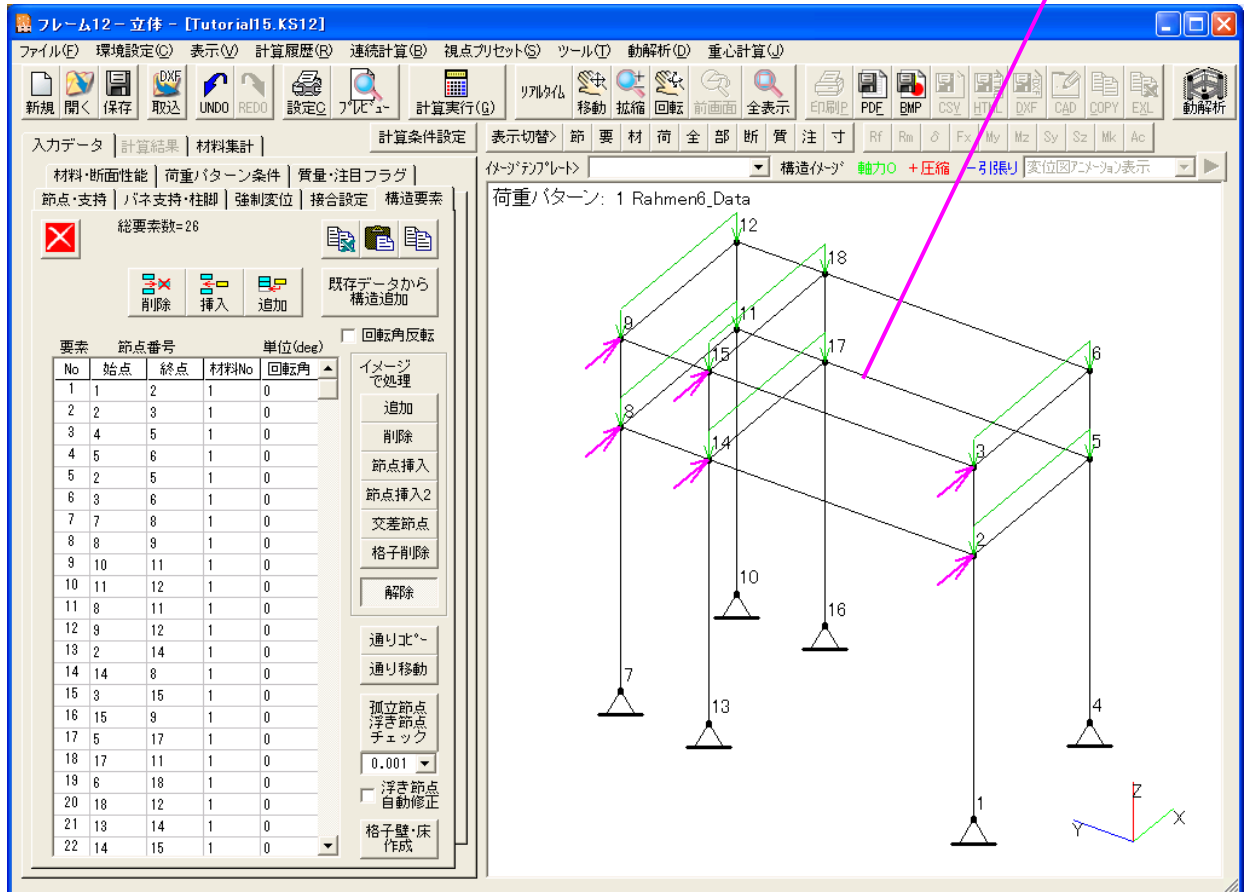 フレーム12－立体 - [Tutorial15.KS12]
ファイル(F) 環境設定(C) 表示(V) 計算履歴(R) 連続計算(B) 視点プリセット(S) ツール(T) 動解析(D) 重心計算(J)
新規 開く 保存 DXF 取込 UNDO REDO 設定C プレビュー 計算実行(G) リアルタイム 移動 拡縮 回転 前画面 全表示 印刷P PDF BMP CSV HTML DXF CAD COPY EXL 動解析
入力データ 計算結果 材料集計 計算条件設定 表示切替> 節 要 材 荷 全 部 断 質 注 寸 Rf Rm δ Fx My Mz Sy Sz Mk Ac
イメージテンプレート> 構造イメージ 軸力0 ＋圧縮 －引張り 変位図アニメーション表示
材料・断面性能 荷重パターン条件 質量・注目フラグ
節点・支持 バネ支持・柱脚 強制変位 接合設定 構造要素
総要素数=26
削除 挿入 追加
既存データから
構造追加
回転角反転
要素 節点番号 単位(deg)
No 始点 終点 材料No 回転角
1 1 2 1 0
2 2 3 1 0
3 4 5 1 0
4 5 6 1 0
5 2 5 1 0
6 3 6 1 0
7 7 8 1 0
8 8 9 1 0
9 10 11 1 0
10 11 12 1 0
11 8 11 1 0
12 9 12 1 0
13 2 14 1 0
14 14 8 1 0
15 3 15 1 0
16 15 9 1 0
17 5 17 1 0
18 17 11 1 0
19 6 18 1 0
20 18 12 1 0
21 13 14 1 0
22 14 15 1 0
イメージ
で処理
追加
削除
節点挿入
節点挿入2
交差節点
格子削除
解除
通りコピー
通り移動
孤立節点
浮き節点
チェック
0.001
浮き節点
自動修正
格子壁・床
作成
荷重パターン: 1 Rahmen6_Data
12
18
9
11
15
17
6
8
14
3
5
2
10
16
7
13
4
1
Z
Y
X